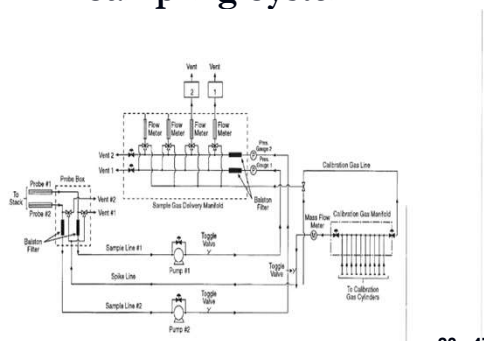 Vent Vent
2 1
Flow Meter
Flow Meter
Flow Meter
Flow Meter
Pres. Gauge 2
Vent 2
Pres. Gauge 1
Vent 1
Calibration Gas Line
Probe #1
Probe Box
To Stack
Probe #2
Vent #2
Vent #1
Sample Gas Delivery Manifold
Balston Filter
Mass Flow Meter
Calibration Gas Manifold
M
Balston Filter
Sample Line #1
Toggle Valve
Pump #1
Toggle Valve
Spike Line
To Calibration Gas Cylinders
Sample Line #2
Toggle Valve
Pump #2